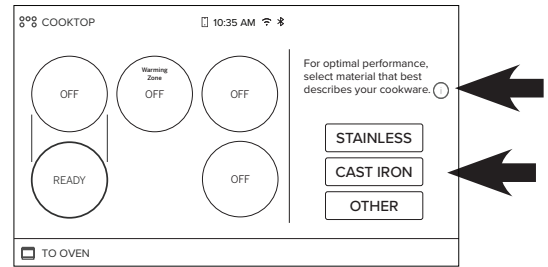 COOKTOP
10:35 AM
OFF
Warming
Zone
OFF
OFF
READY
OFF
For optimal performance,
select material that best
describes your cookware. i
STAINLESS
CAST IRON
OTHER
TO OVEN